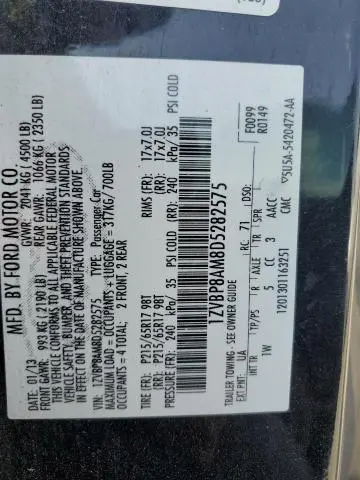 MFD. BY FORD MOTOR CO.
DATE: 01/13 GVWR: 2041 KG ( 4500 LB)
FRONT GAWR: 993 KG ( 2190 LB) REAR GAWR: 1066 KG ( 2350 LB)
THIS VEHICLE CONFORMS TO ALL APPLICABLE FEDERAL MOTOR
VEHICLE SAFETY, BUMPER, AND THEFT PREVENTION STANDARDS
IN EFFECT ON THE DATE OF MANUFACTURE SHOWN ABOVE.
VIN: 1ZVBP8AM8D5282575 TYPE: Passenger Car
MAXIMUM LOAD= OCCUPANTS + LUGGAGE = 317KG / 700LB
OCCUPANTS = 4 TOTAL; 2 FRONT, 2 REAR
TIRES (FR): P215/65R17 98T RIMS (FR): 17x7.0J
(RR): P215/65R17 98T (RR): 17x7.0J
PRESSURE (FR): 240 kPa/ 35 PSI COLD (RR): 240 kPa/ 35 PSI COLD
1ZVBP8AM8D5282575
TRAILER TOWING - SEE OWNER GUIDE F0099
EXT PNT: UA RC: 71 DSO: R0149
INT TR TP/PS R AXLE TR SPR
1W 5 CC 3 AACC
12013011163251 CMC
5U5A-5420472-AA